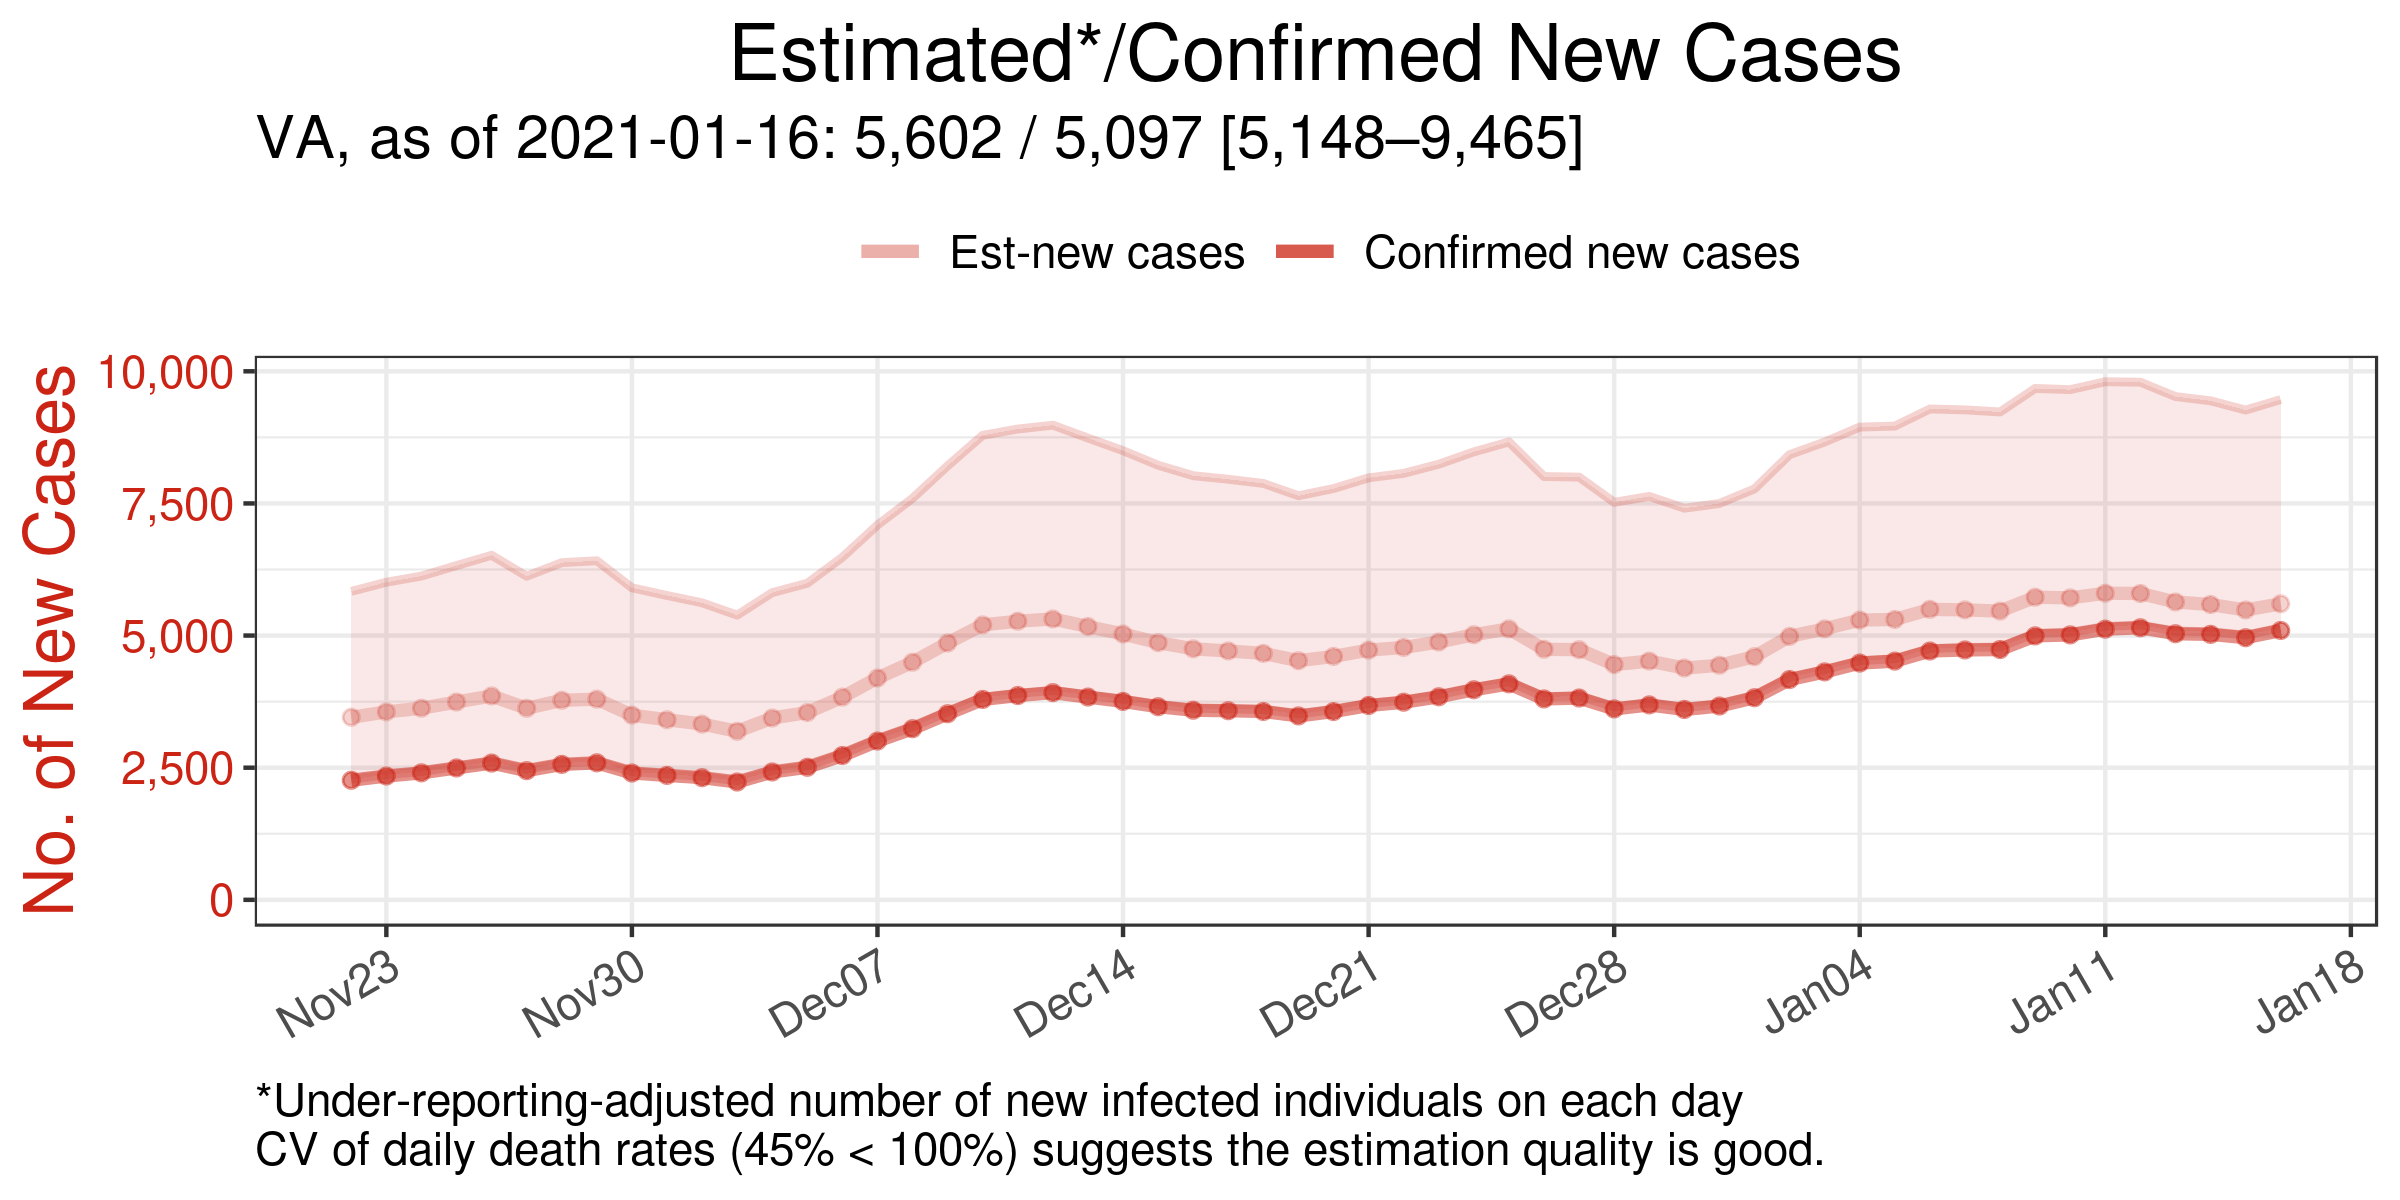 Estimated*/Confirmed New Cases
VA, as of 2021-01-16: 5,602 / 5,097 [5,148–9,465]
Est-new cases
Confirmed new cases
No. of New Cases
10,000
7,500
5,000
2,500
0
Nov23
Nov30
Dec07
Dec14
Dec21
Dec28
Jan04
Jan11
Jan18
*Under-reporting-adjusted number of new infected individuals on each day
CV of daily death rates (45% < 100%) suggests the estimation quality is good.